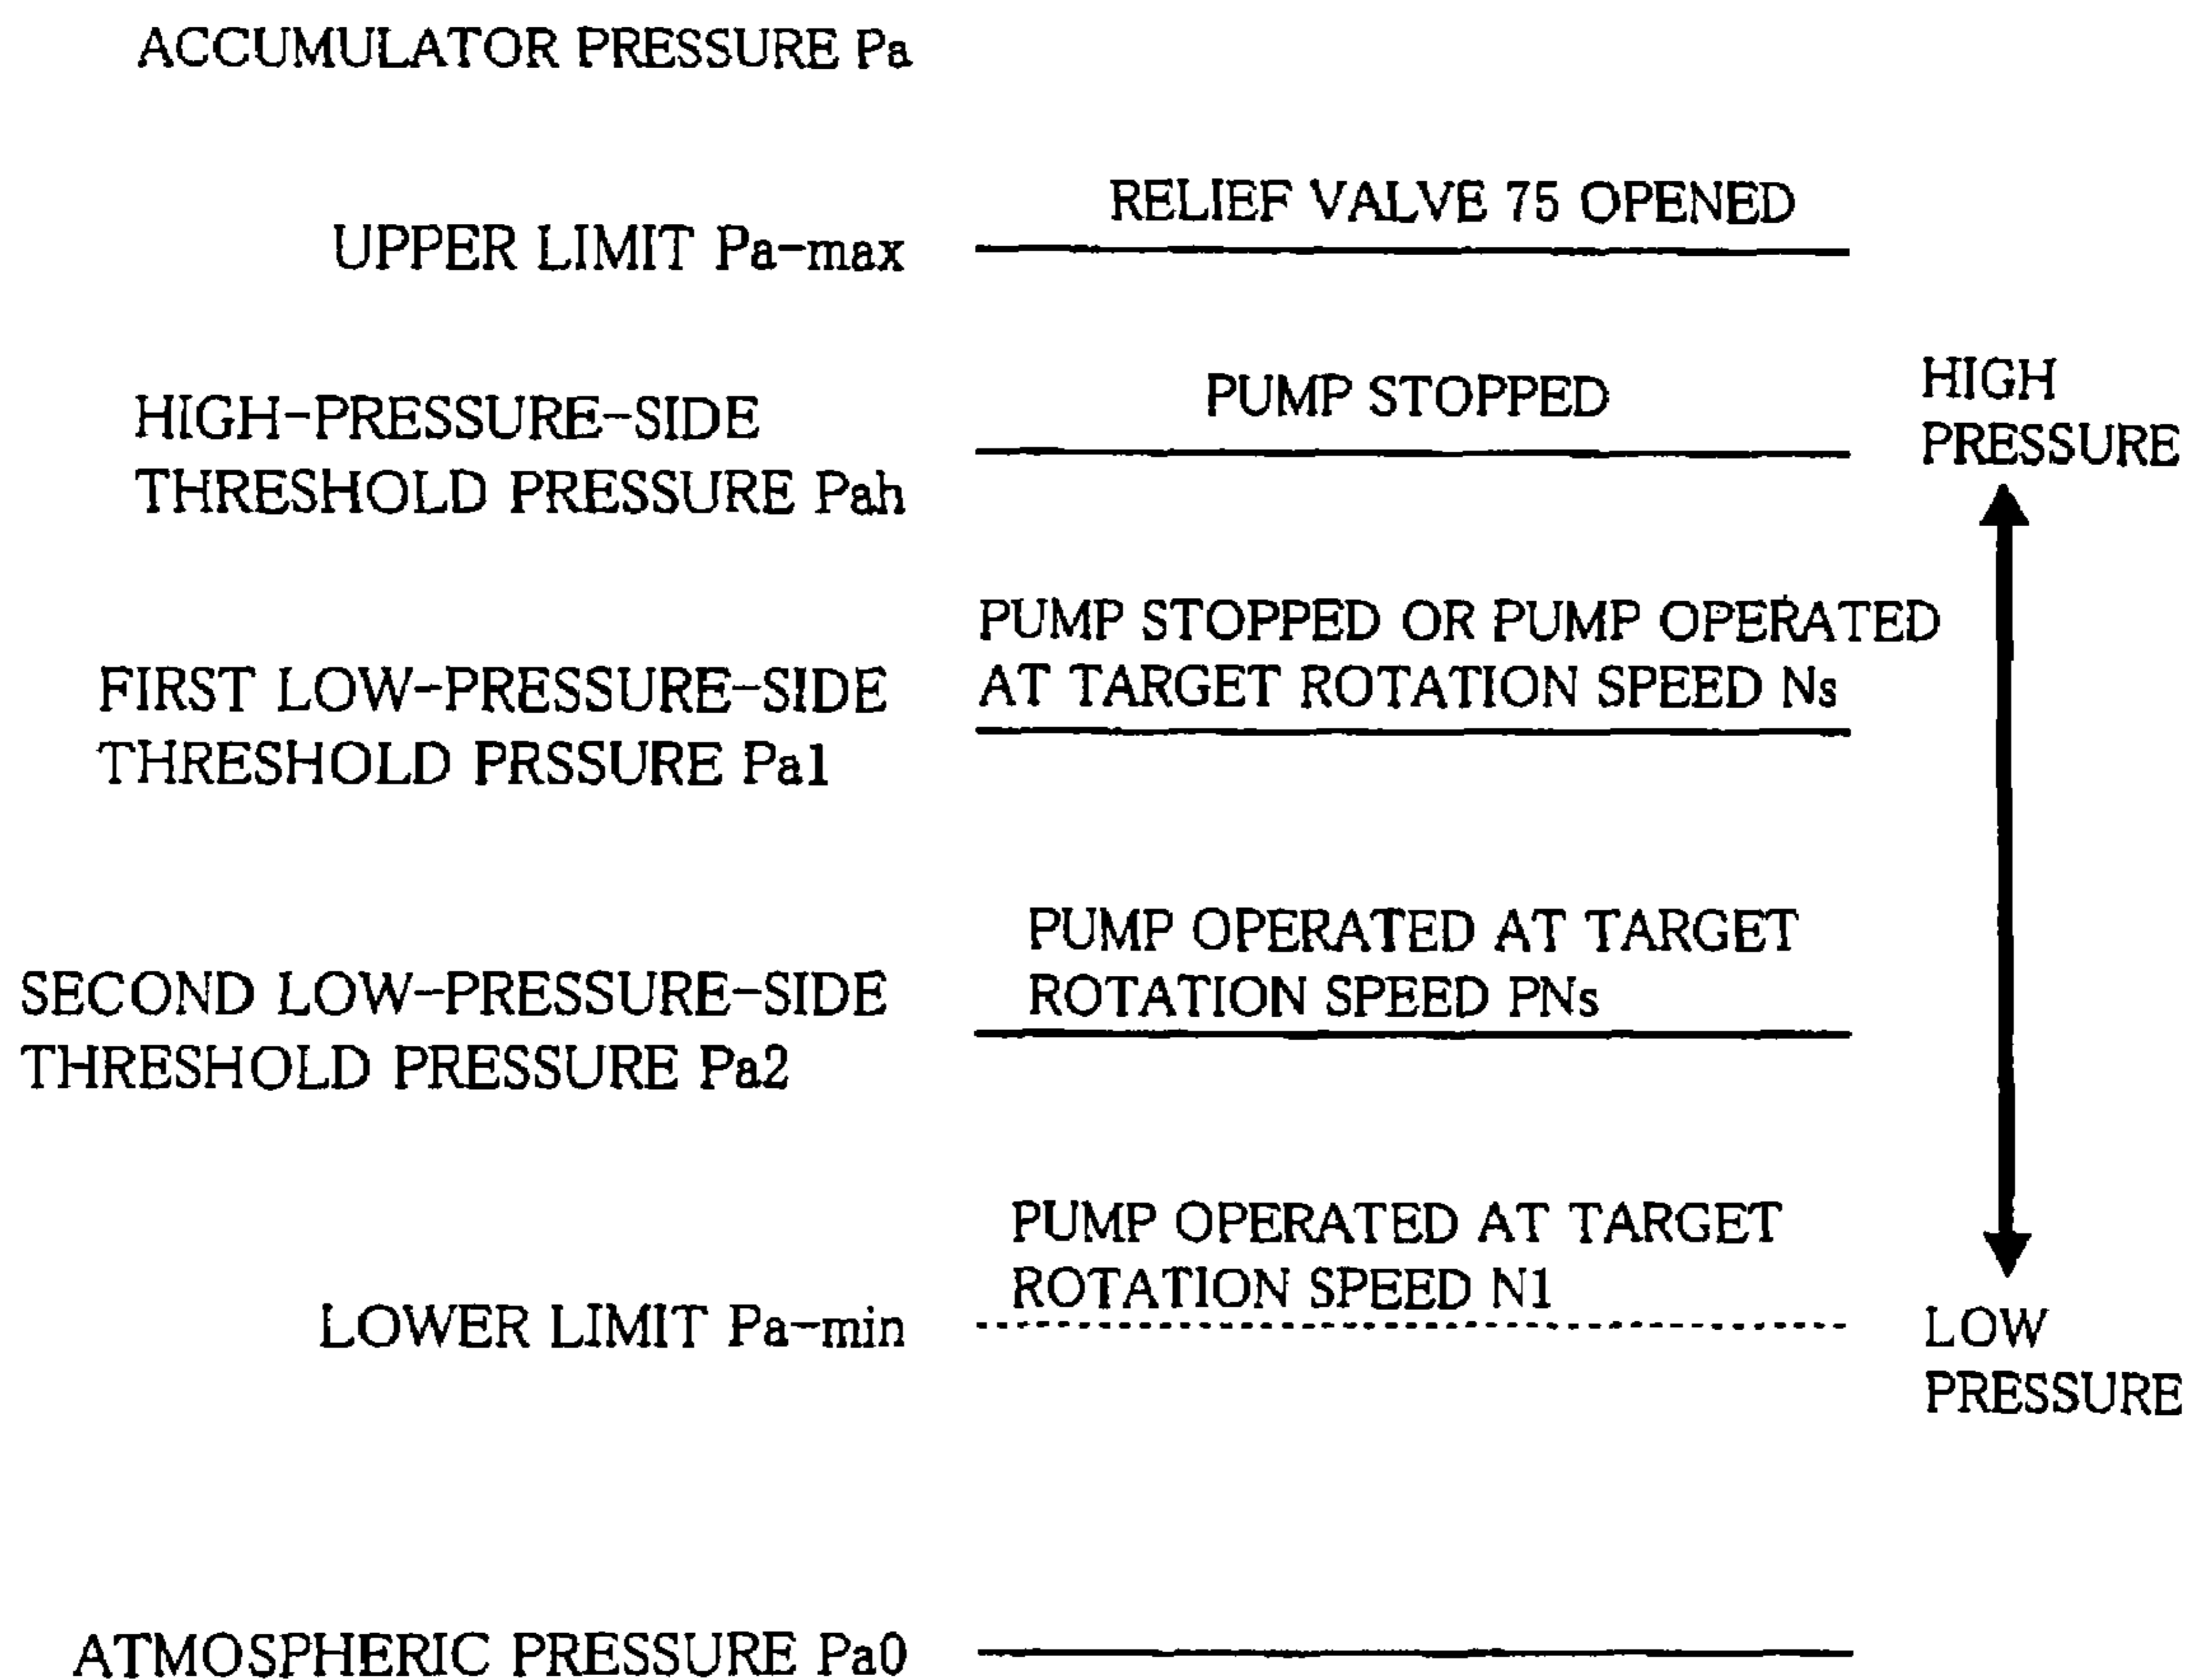 ACCUMULATOR PRESSURE Pa
RELIEF VALVE 75 OPENED
UPPER LIMIT Pa-max
PUMP STOPPED
HIGH-PRESSURE-SIDE
THRESHOLD PRESSURE Pah
HIGH
PRESSURE
PUMP STOPPED OR PUMP OPERATED
AT TARGET ROTATION SPEED Ns
FIRST LOW-PRESSURE-SIDE
THRESHOLD PRSSURE Pa1
PUMP OPERATED AT TARGET
ROTATION SPEED PNs
SECOND LOW-PRESSURE-SIDE
THRESHOLD PRESSURE Pa2
PUMP OPERATED AT TARGET
ROTATION SPEED N1
LOWER LIMIT Pa-min
LOW
PRESSURE
ATMOSPHERIC PRESSURE Pa0